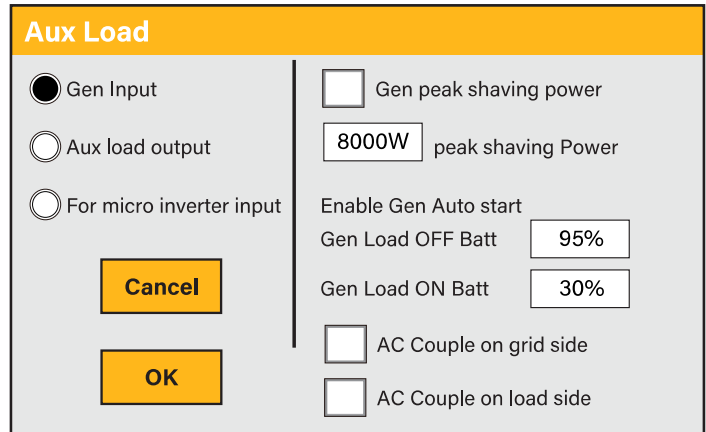 Aux Load
Gen Input
Aux load output
For micro inverter input
Cancel
OK
Gen peak shaving power
8000W peak shaving Power
Enable Gen Auto start
Gen Load OFF Batt 95%
Gen Load ON Batt 30%
AC Couple on grid side
AC Couple on load side